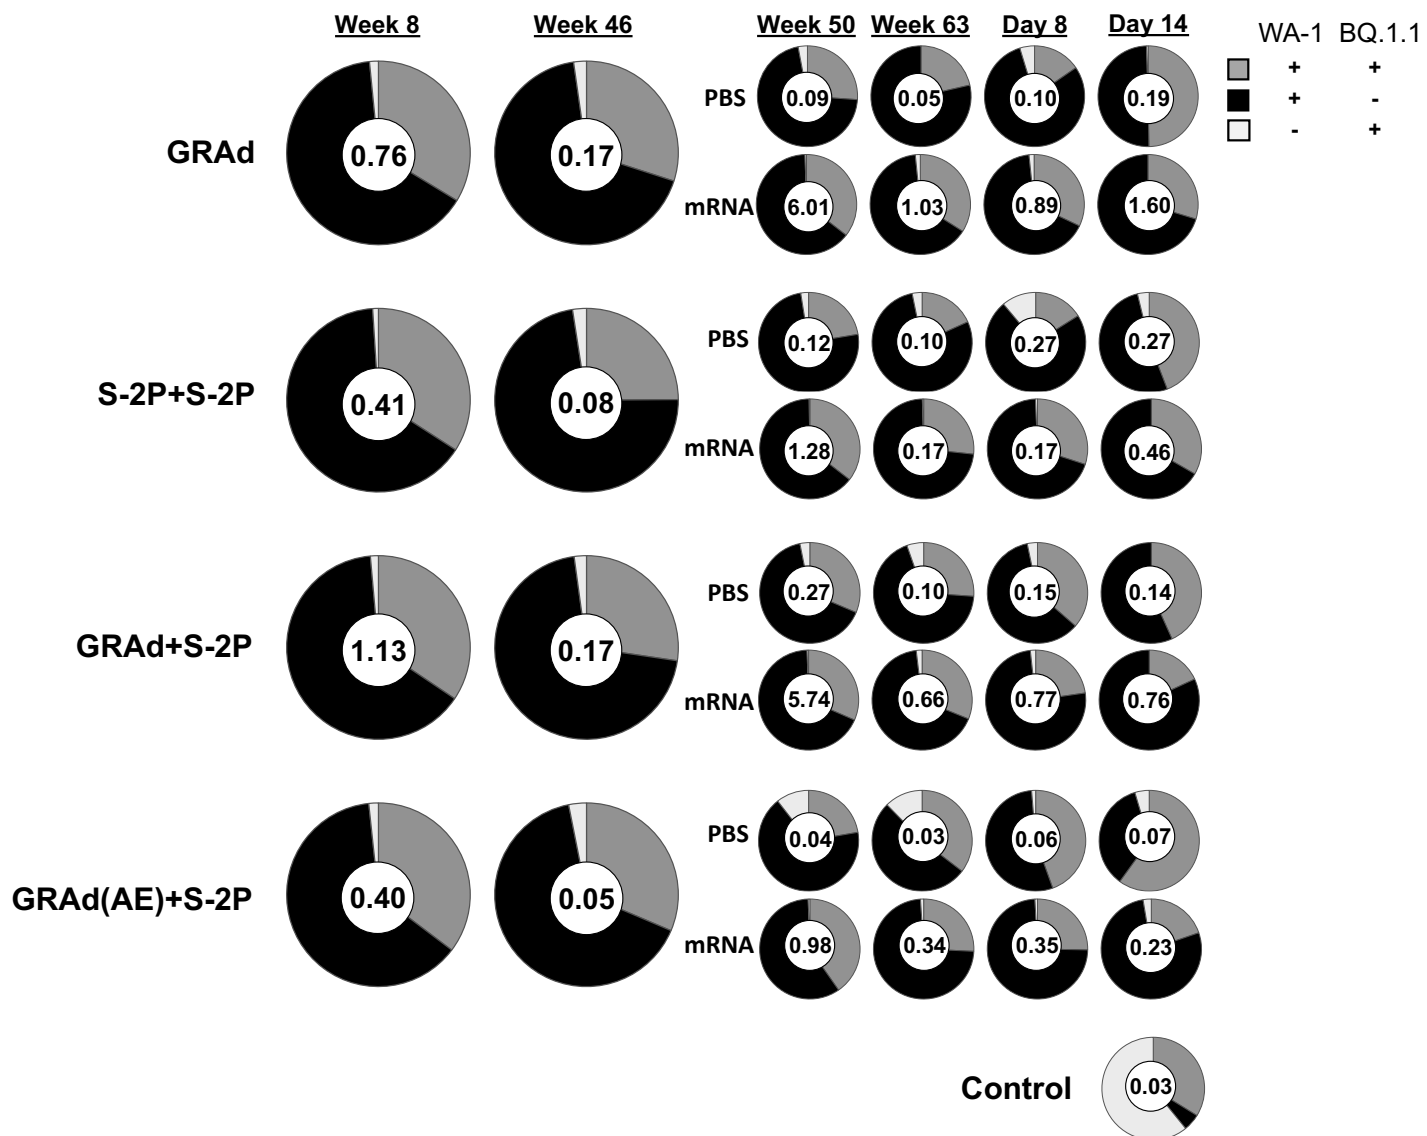 Week 8 Week 46 Week 50 Week 63 Day 8 Day 14
WA-1 BQ.1.1
+ +
+ -
- +
PBS 0.09 0.05 0.10 0.19
GRAd 0.76 0.17
mRNA 6.01 1.03 0.89 1.60
PBS 0.12 0.10 0.27 0.27
S-2P+S-2P 0.41 0.08
mRNA 1.28 0.17 0.17 0.46
PBS 0.27 0.10 0.15 0.14
GRAd+S-2P 1.13 0.17
mRNA 5.74 0.66 0.77 0.76
PBS 0.04 0.03 0.06 0.07
GRAd(AE)+S-2P 0.40 0.05
mRNA 0.98 0.34 0.35 0.23
Control 0.03